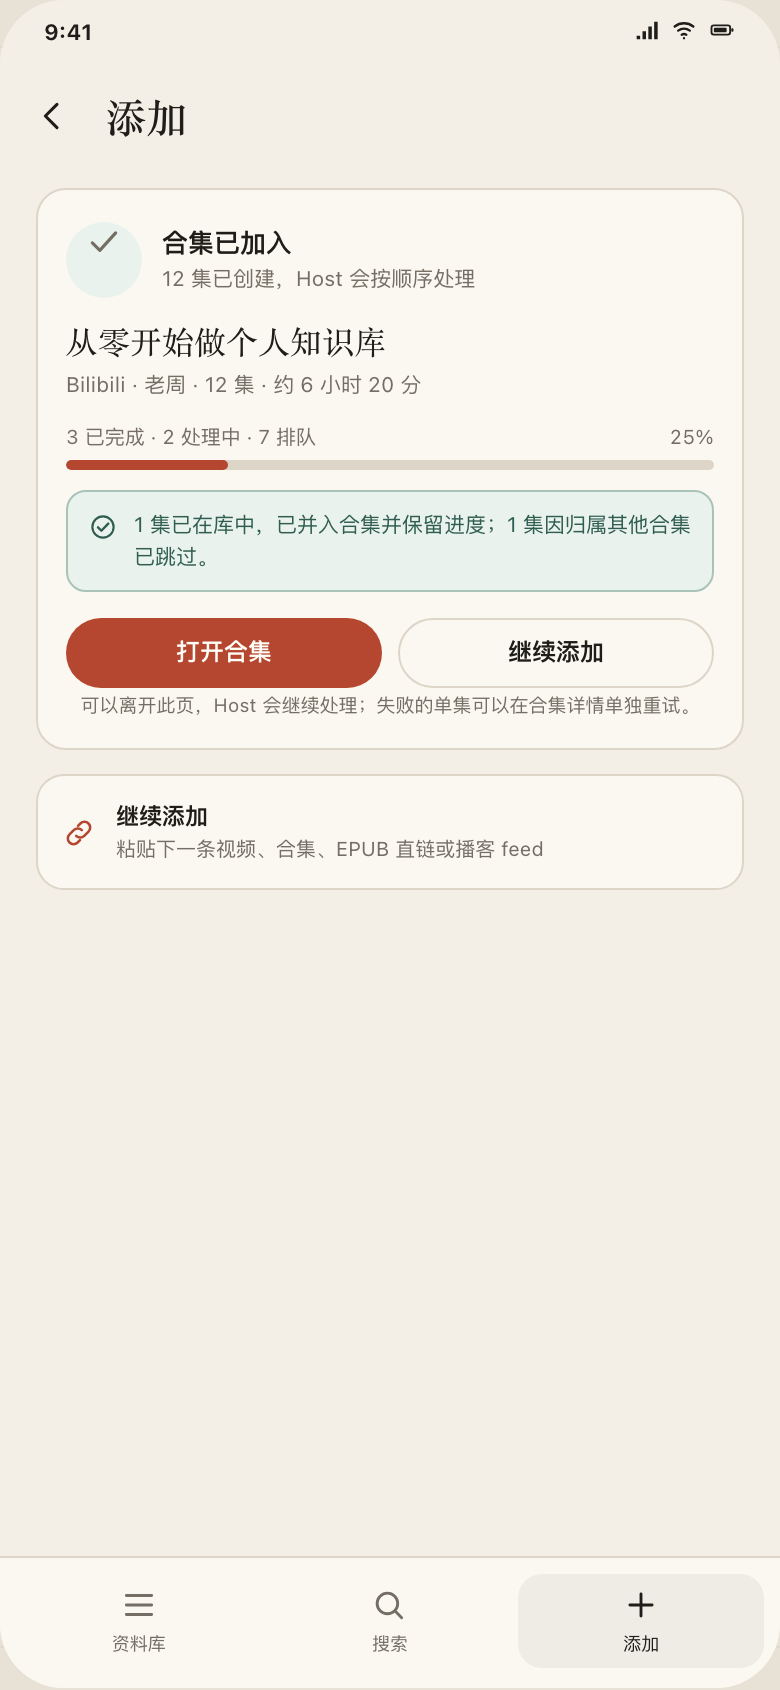 9:41
添加
合集已加入
12 集已创建，Host 会按顺序处理
从零开始做个人知识库
Bilibili · 老周 · 12 集 · 约 6 小时 20 分
3 已完成 · 2 处理中 · 7 排队 25%
1 集已在库中，已并入合集并保留进度；1 集因归属其他合集
已跳过。
打开合集 继续添加
可以离开此页，Host 会继续处理；失败的单集可以在合集详情单独重试。
继续添加
粘贴下一条视频、合集、EPUB 直链或播客 feed
资料库 搜索 添加